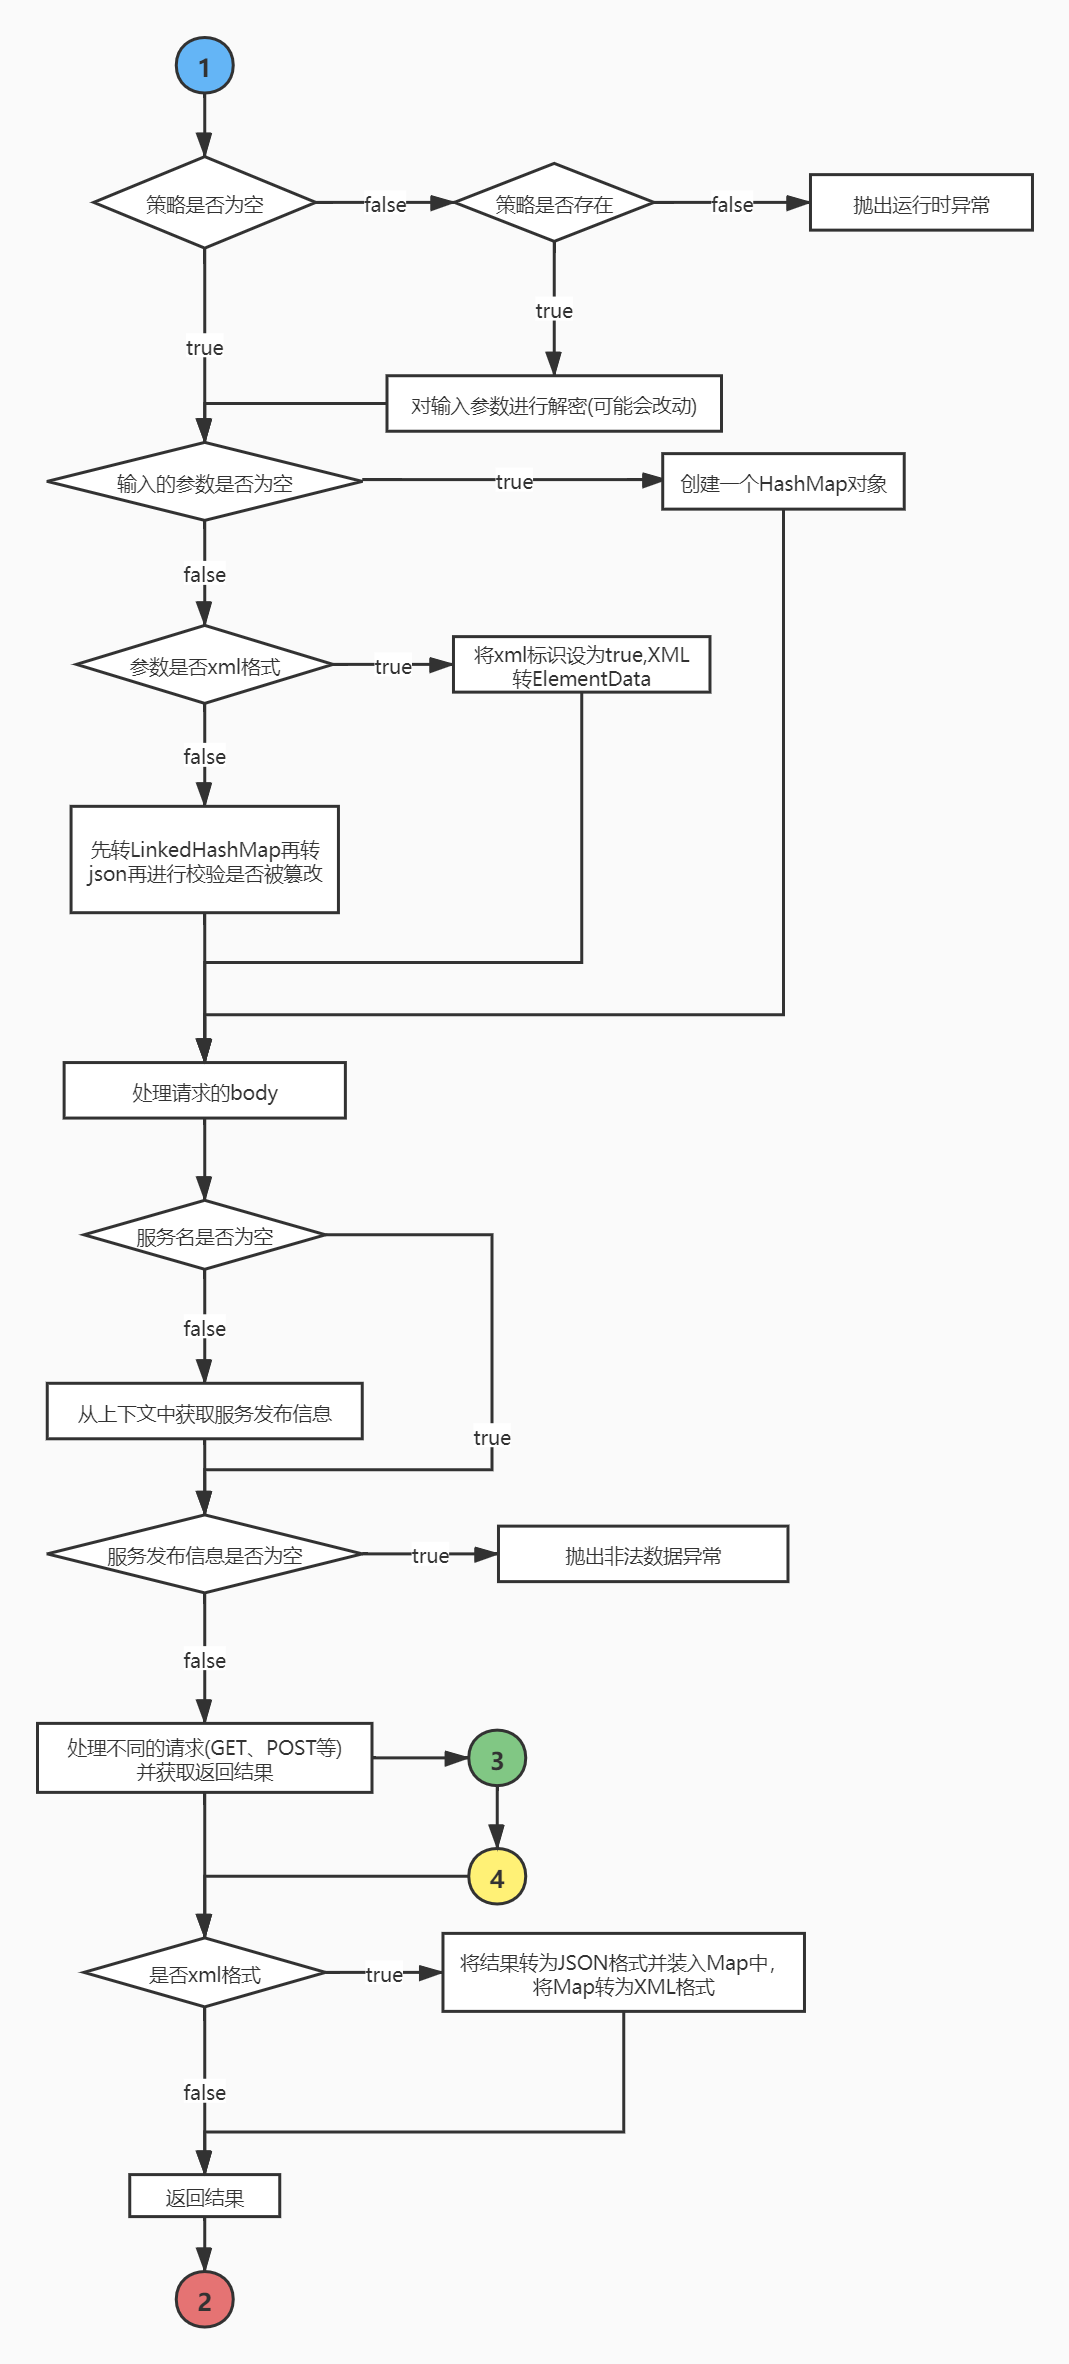 1
策略是否为空
false
策略是否存在
false
抛出运行时异常
true
true
对输入参数进行解密(可能会改动)
输入的参数是否为空
true
创建一个HashMap对象
false
参数是否xml格式
true
将xml标识设为true,XML
转ElementData
false
先转LinkedHashMap再转
json再进行校验是否被篡改
处理请求的body
服务名是否为空
false
从上下文中获取服务发布信息
true
服务发布信息是否为空
true
抛出非法数据异常
false
处理不同的请求(GET、POST等)
并获取返回结果
3
4
是否xml格式
true
将结果转为JSON格式并装入Map中，
将Map转为XML格式
false
返回结果
2